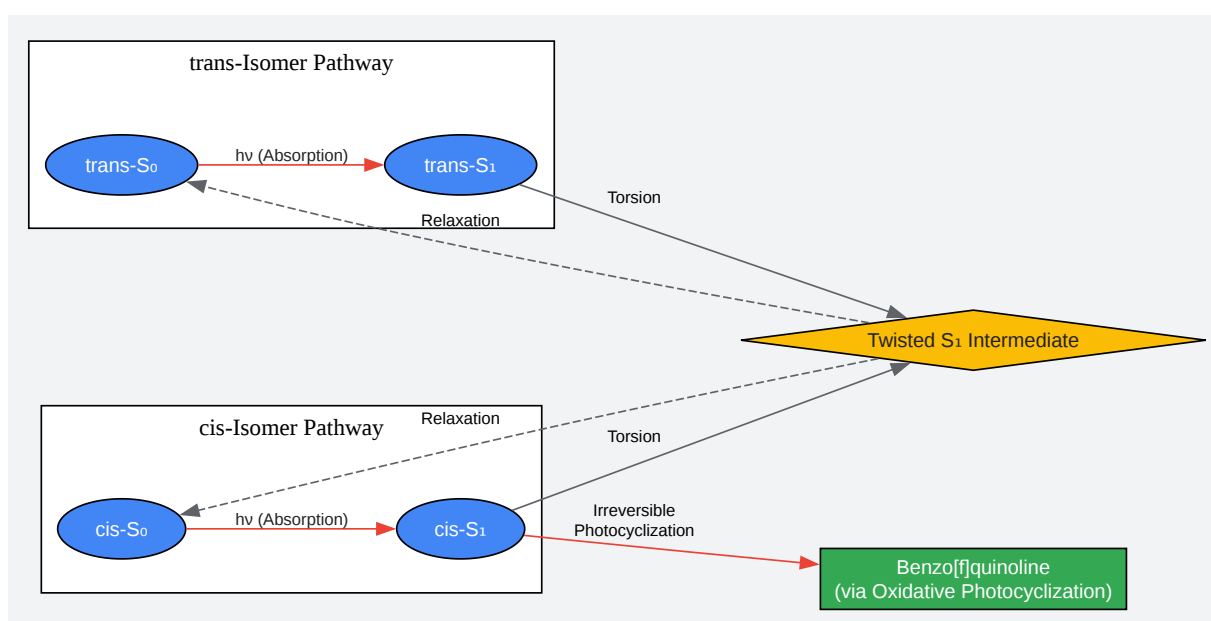 trans-Isomer Pathway
trans-S₀
hν (Absorption)
trans-S₁
Torsion
Relaxation
Twisted S₁ Intermediate
cis-Isomer Pathway
Relaxation
Torsion
cis-S₀
hν (Absorption)
cis-S₁
Irreversible
Photocyclization
Benzo[f]quinoline
(via Oxidative Photocyclization)